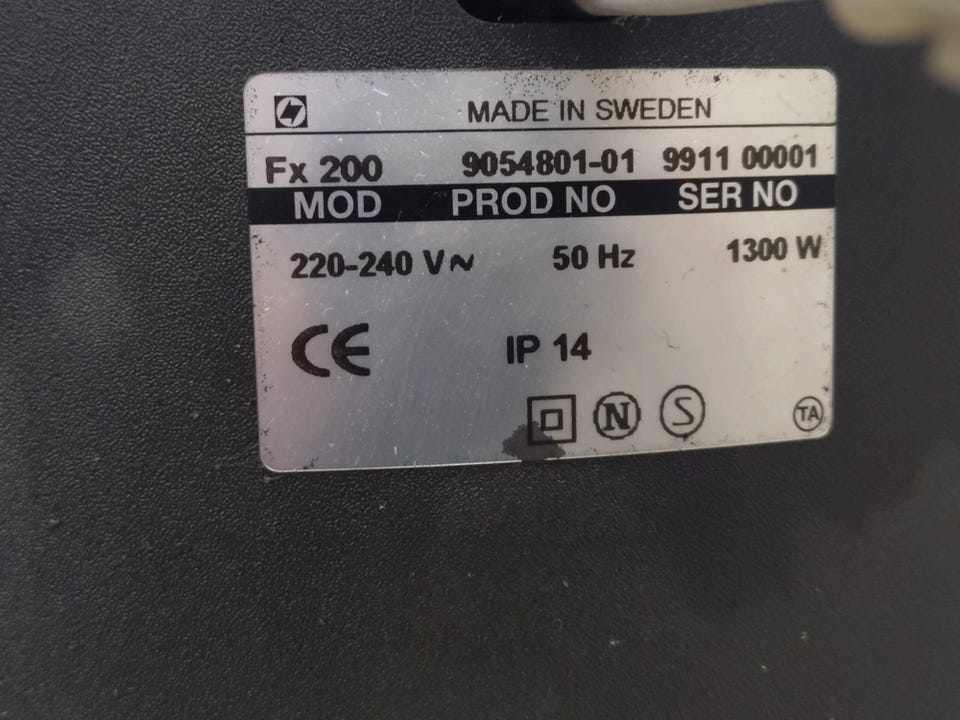 MADE IN SWEDEN
Fx 200 9054801-01 9911 00001
MOD PROD NO SER NO
220-240 V~ 50 Hz 1300 W
CE IP 14
N S TA